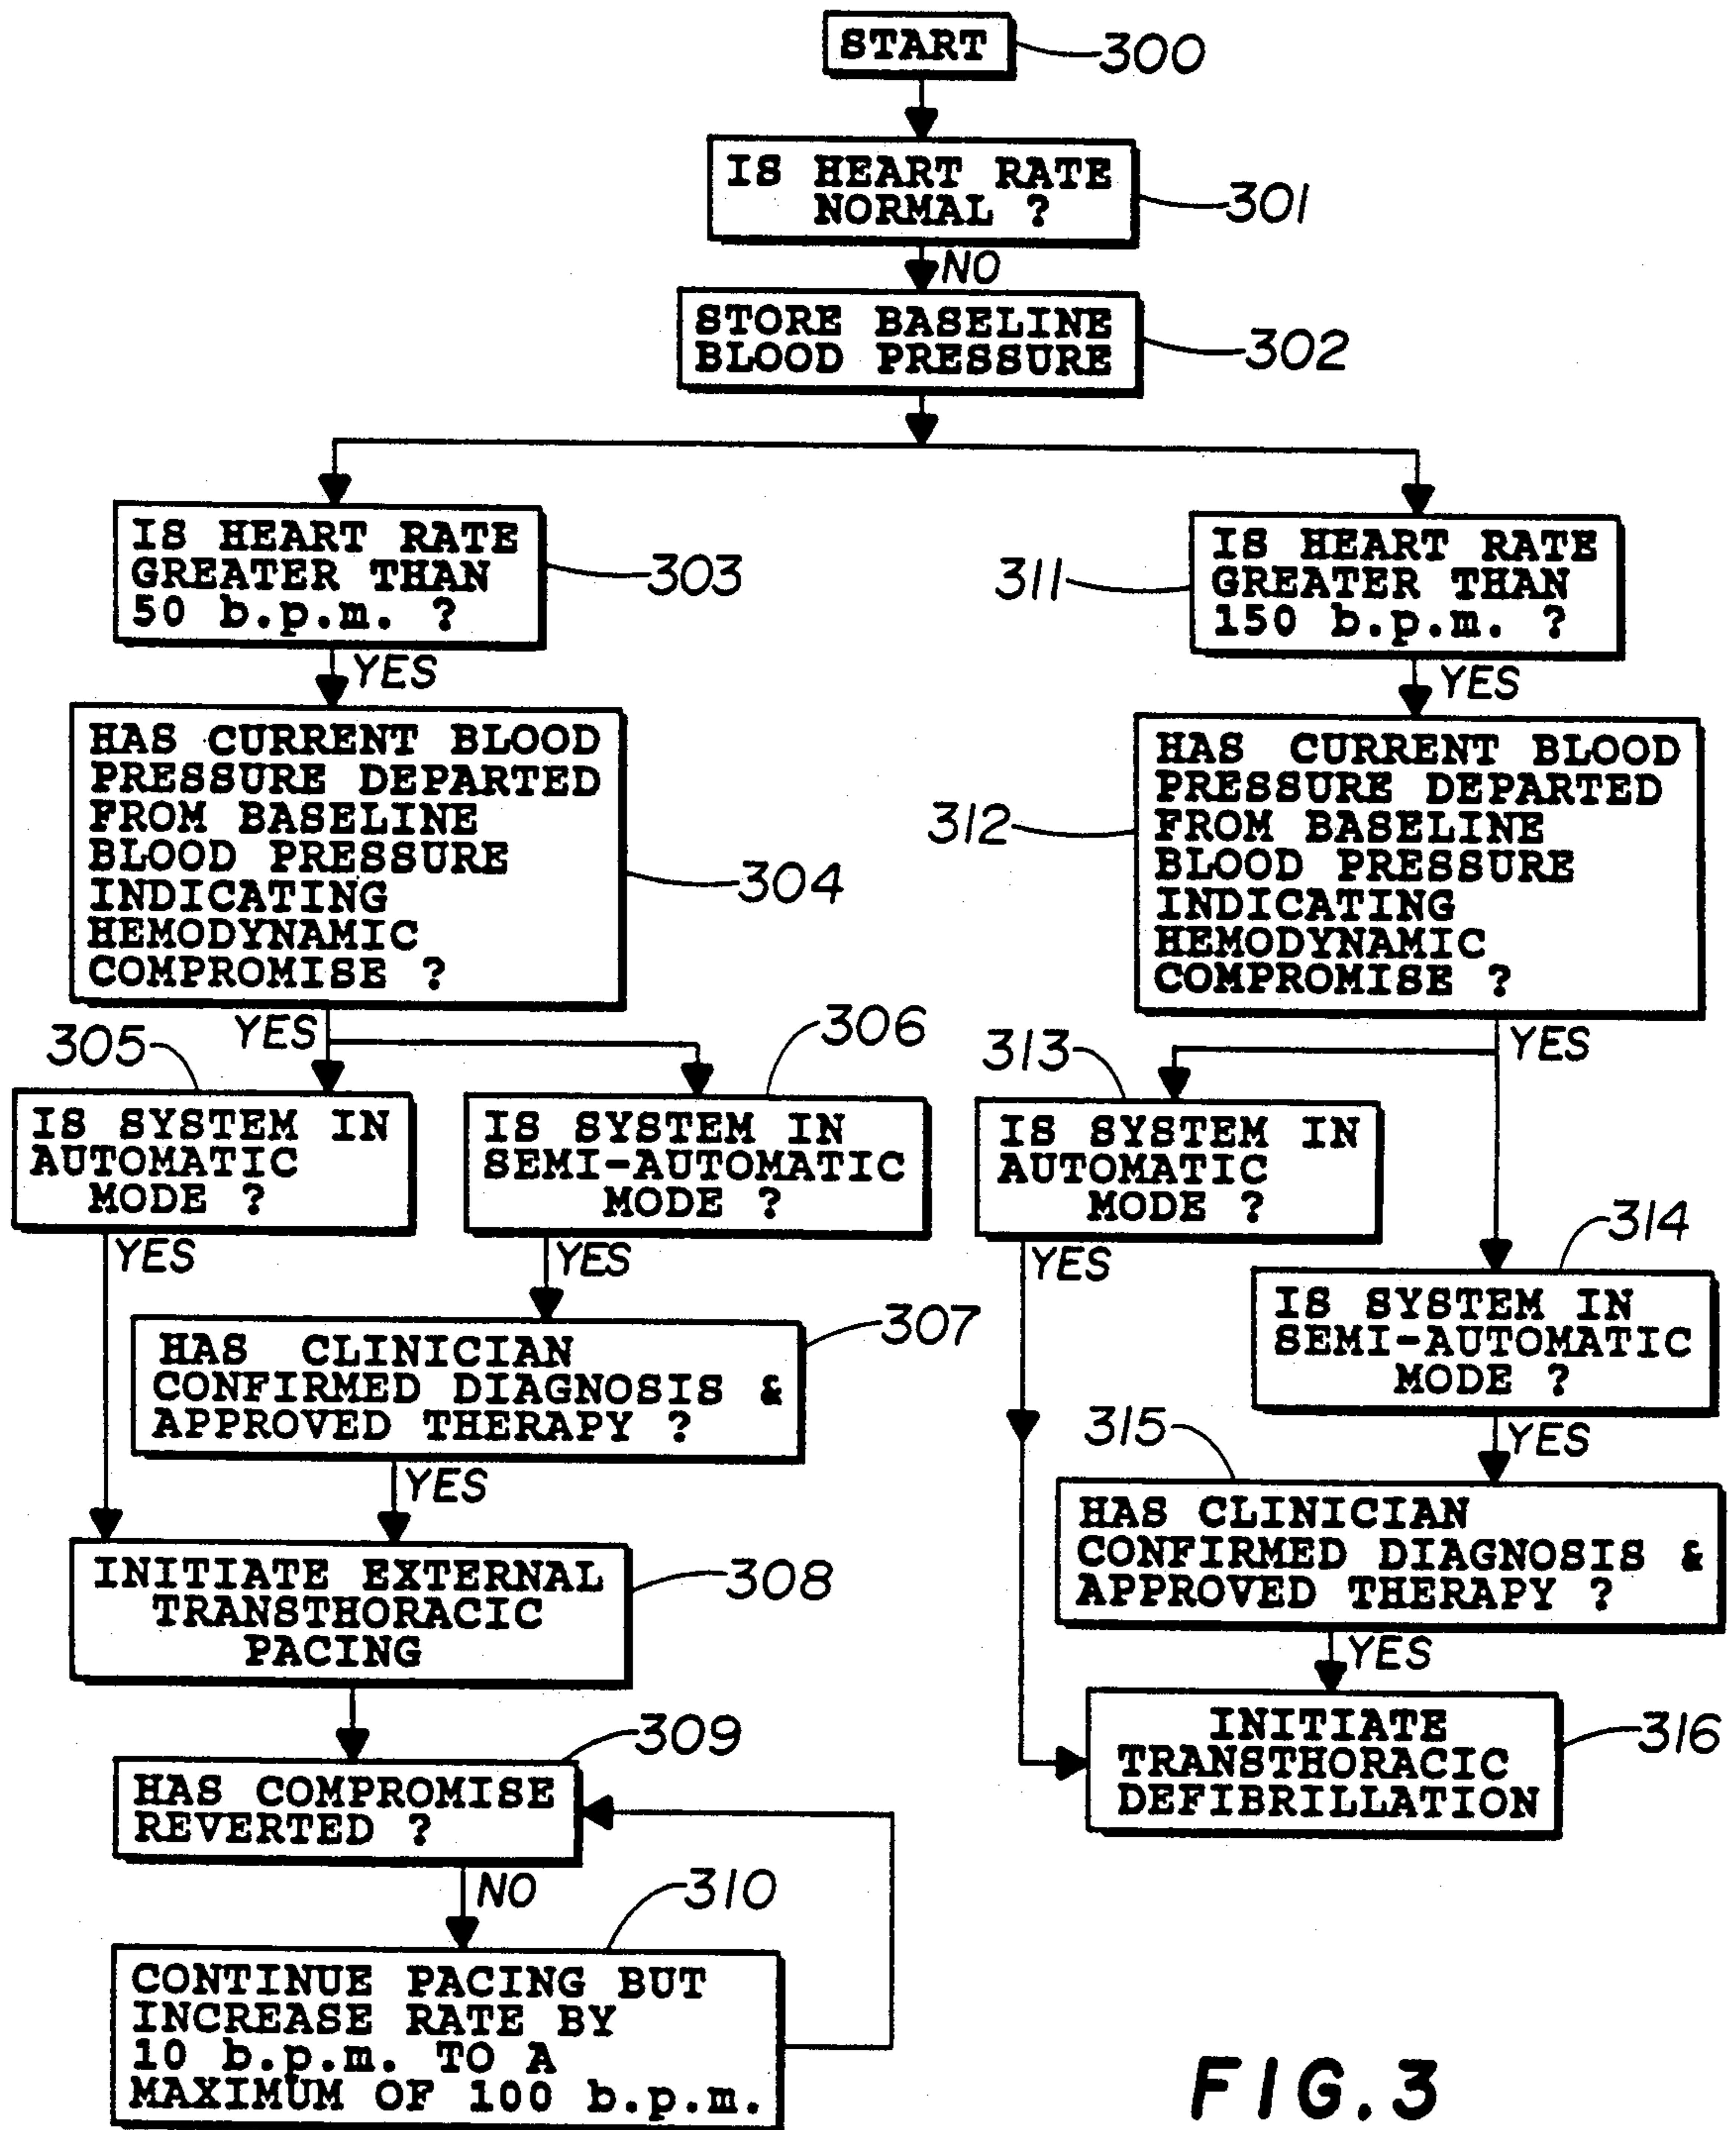 START
300
IS HEART RATE
NORMAL ?
301
NO
STORE BASELINE
BLOOD PRESSURE
302
IS HEART RATE
GREATER THAN
50 b.p.m. ?
303
YES
HAS CURRENT BLOOD
PRESSURE DEPARTED
FROM BASELINE
BLOOD PRESSURE
INDICATING
HEMODYNAMIC
COMPROMISE ?
304
YES
305
IS SYSTEM IN
AUTOMATIC
MODE ?
YES
306
IS SYSTEM IN
SEMI-AUTOMATIC
MODE ?
YES
307
HAS CLINICIAN
CONFIRMED DIAGNOSIS &
APPROVED THERAPY ?
YES
INITIATE EXTERNAL
TRANSTHORACIC
PACING
308
309
HAS COMPROMISE
REVERTED ?
NO
310
CONTINUE PACING BUT
INCREASE RATE BY
10 b.p.m. TO A
MAXIMUM OF 100 b.p.m.
311
IS HEART RATE
GREATER THAN
150 b.p.m. ?
YES
312
HAS CURRENT BLOOD
PRESSURE DEPARTED
FROM BASELINE
BLOOD PRESSURE
INDICATING
HEMODYNAMIC
COMPROMISE ?
YES
313
IS SYSTEM IN
AUTOMATIC
MODE ?
YES
314
IS SYSTEM IN
SEMI-AUTOMATIC
MODE ?
YES
315
HAS CLINICIAN
CONFIRMED DIAGNOSIS &
APPROVED THERAPY ?
YES
INITIATE
TRANSTHORACIC
DEFIBRILLATION
316
FIG.3